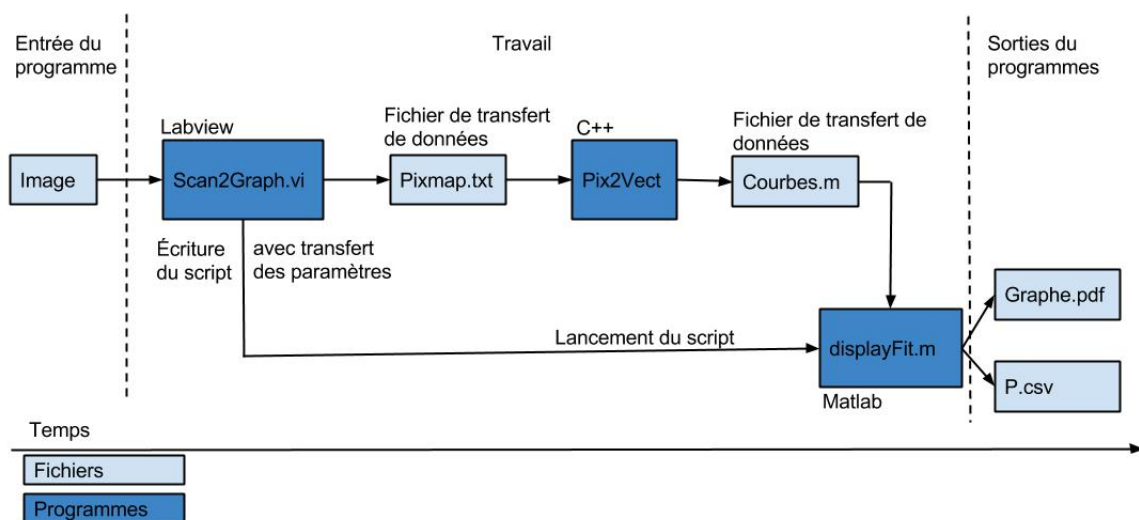 Entrée du
programme
Travail
Sorties du
programmes
Labview
Fichier de transfert
de données
C++
Fichier de transfert de
données
Image
Scan2Graph.vi
Pixmap.txt
Pix2Vect
Courbes.m
Écriture
du script
avec transfert
des paramètres
Graphe.pdf
Lancement du script
displayFit.m
P.csv
Matlab
Temps
Fichiers
Programmes